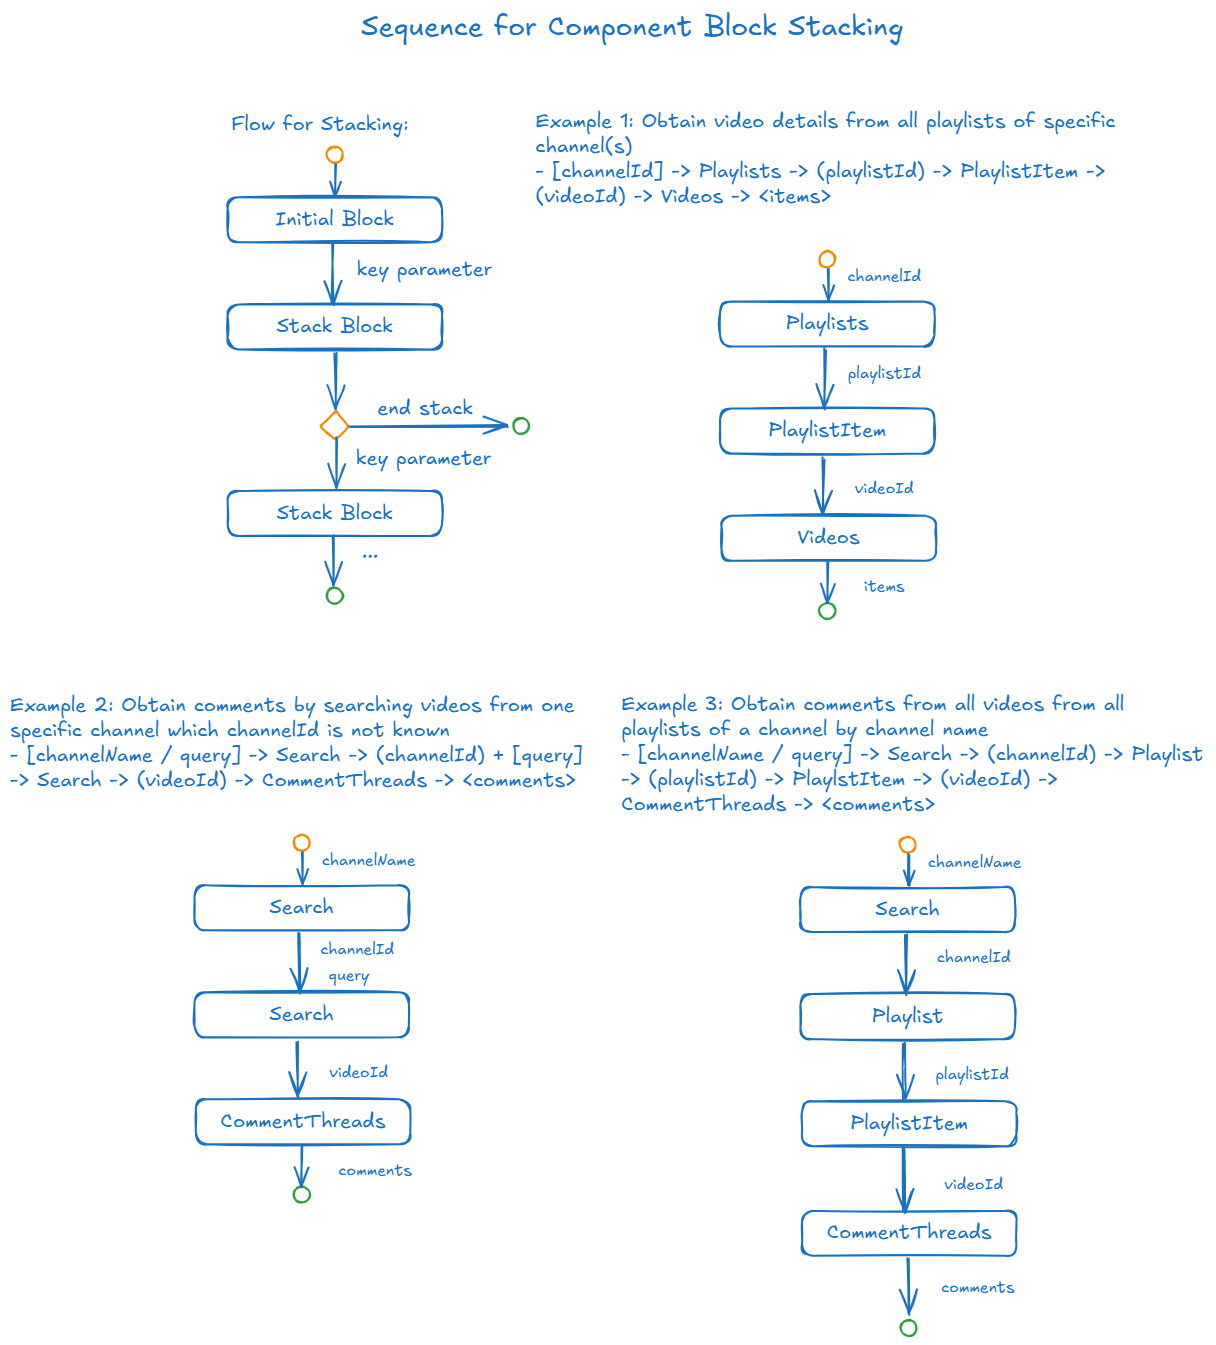 Sequence for Component Block Stacking
Flow for Stacking:
Initial Block
key parameter
Stack Block
end stack
key parameter
Stack Block
...
Example 1: Obtain video details from all playlists of specific
channel(s)
- [channelId] -> Playlists -> (playlistId) -> PlaylistItem ->
(videoId) -> Videos -> <items>
channelId
Playlists
playlistId
PlaylistItem
videoId
Videos
items
Example 2: Obtain comments by searching videos from one
specific channel which channelId is not known
- [channelName / query] -> Search -> (channelId) + [query]
-> Search -> (videoId) -> CommentThreads -> <comments>
channelName
Search
channelId
query
Search
videoId
CommentThreads
comments
Example 3: Obtain comments from all videos from all
playlists of a channel by channel name
- [channelName / query] -> Search -> (channelId) -> Playlist
-> (playlistId) -> PlaylstItem -> (videoId) ->
CommentThreads -> <comments>
channelName
Search
channelId
Playlist
playlistId
PlaylistItem
videoId
CommentThreads
comments